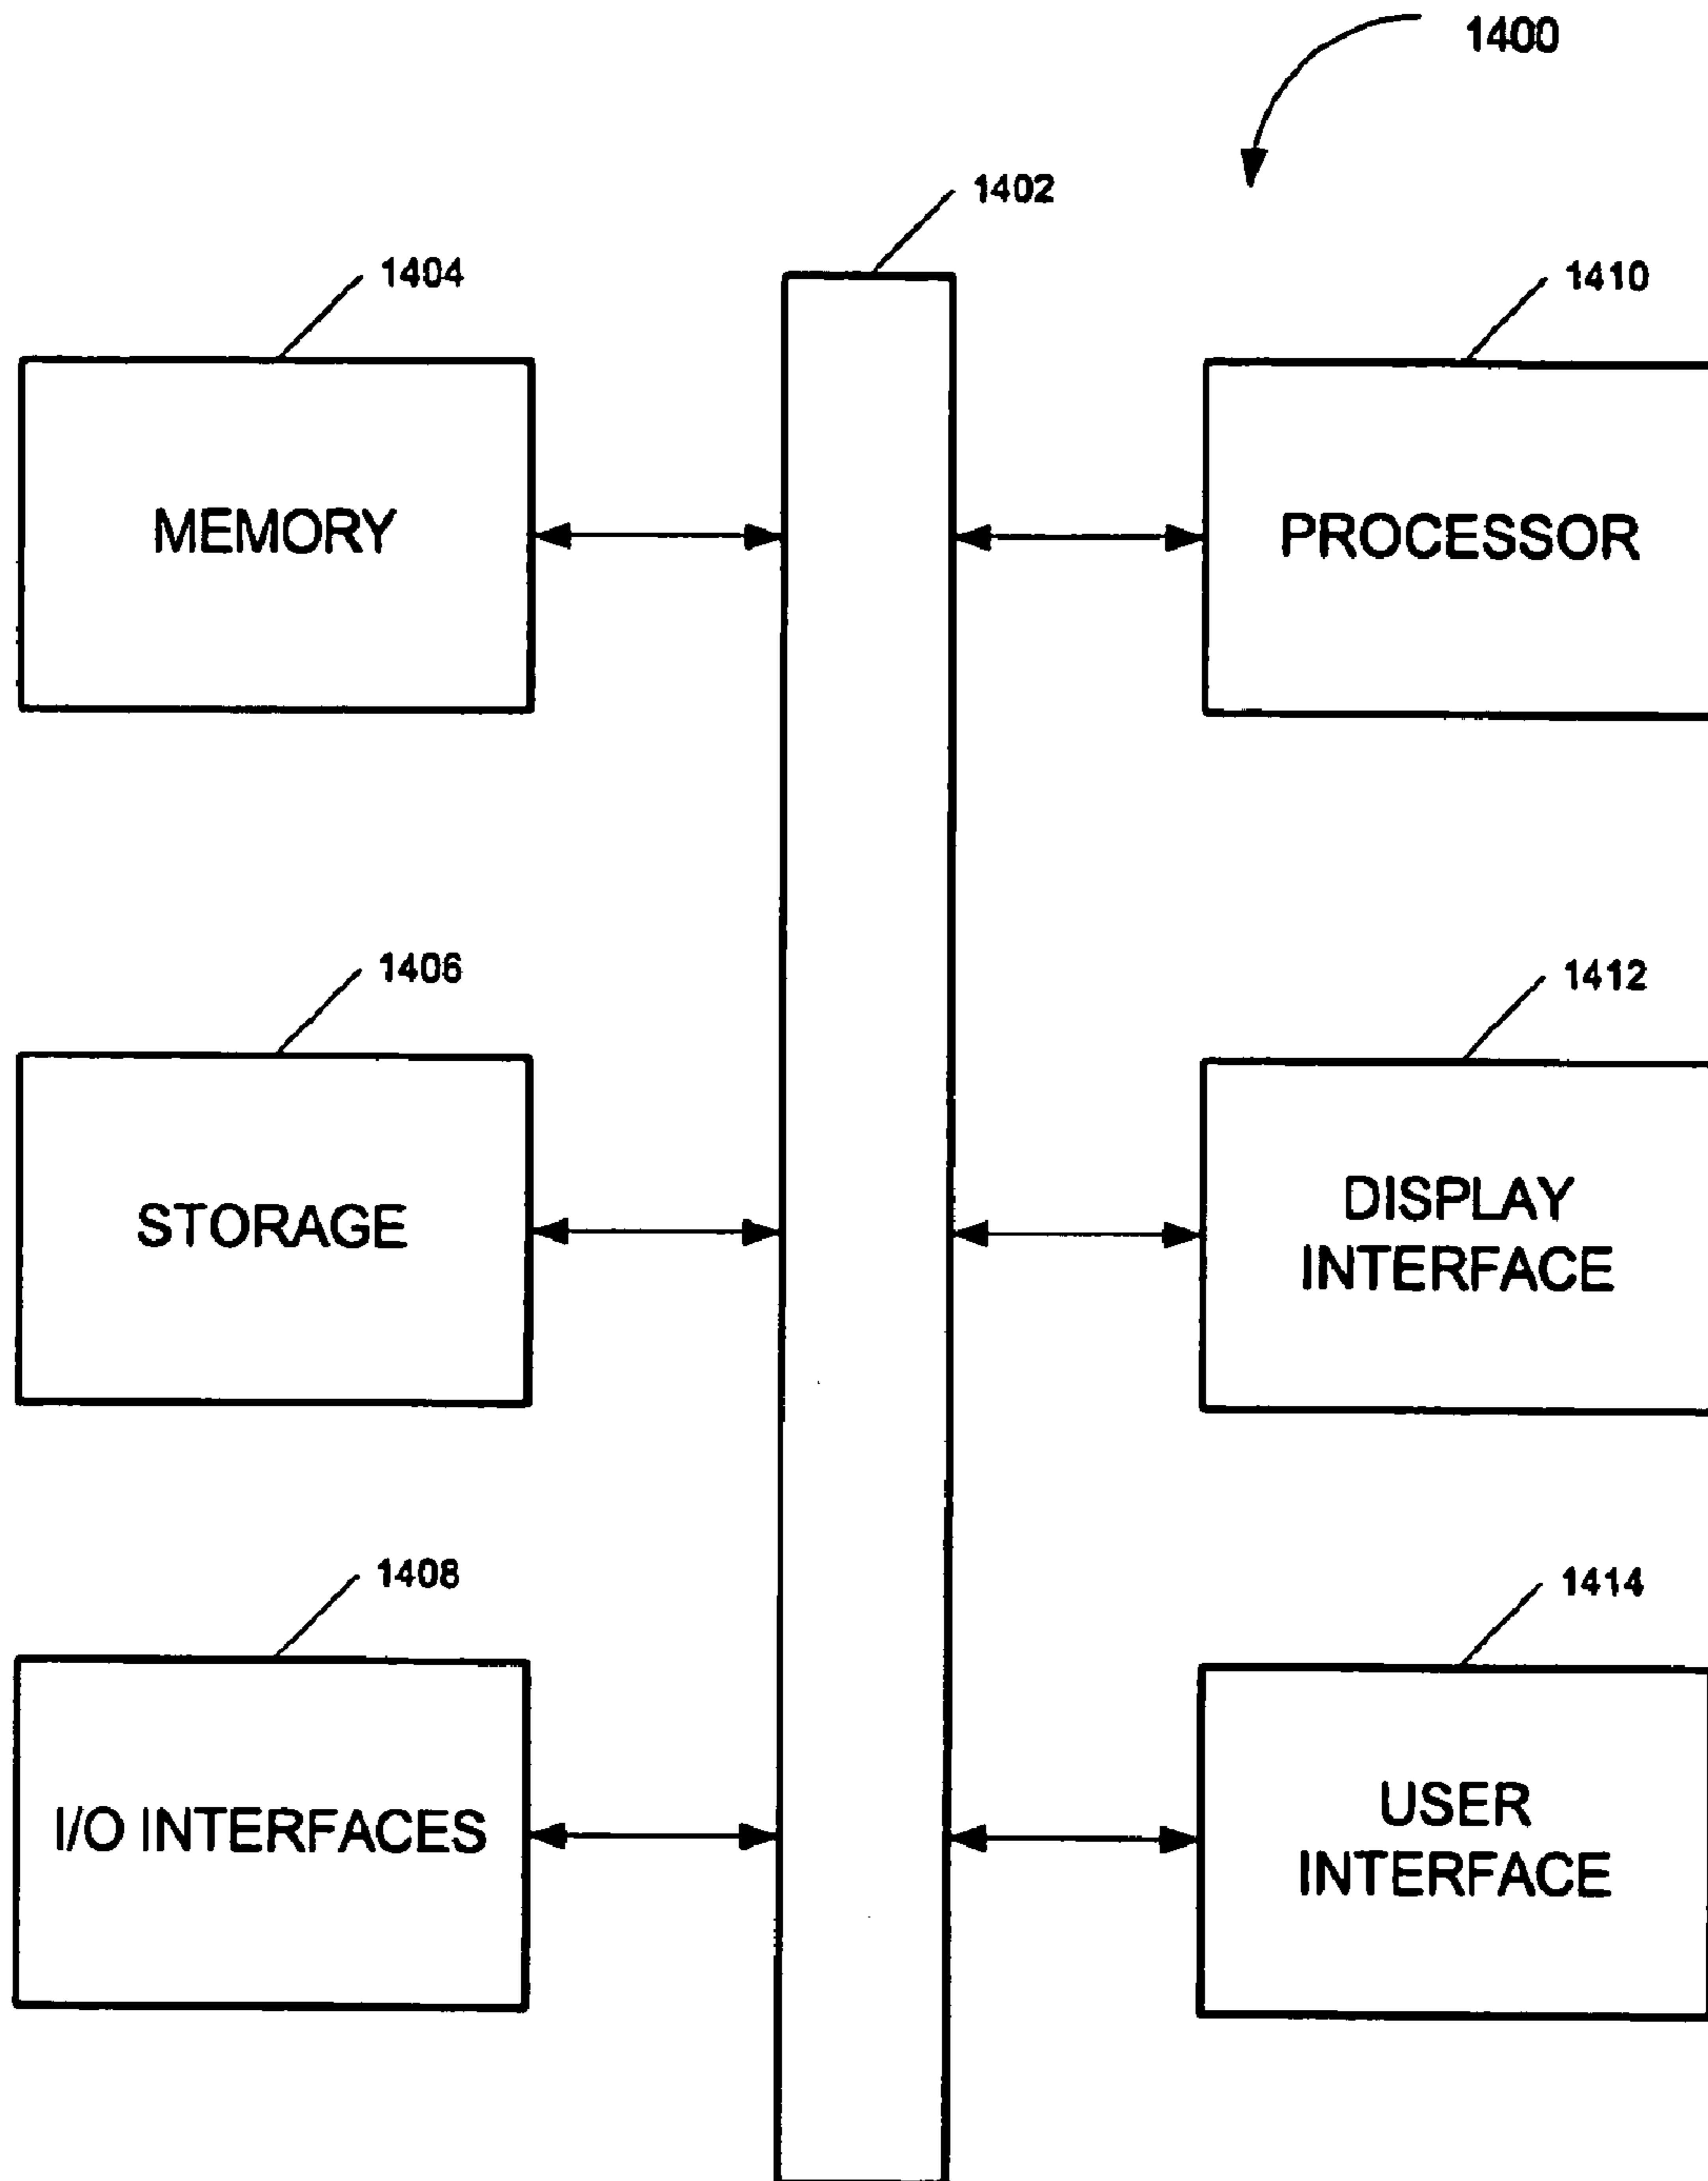 1400
1402
1404
1410
MEMORY
PROCESSOR
1406
1412
STORAGE
DISPLAY
INTERFACE
1408
1414
I/O INTERFACES
USER
INTERFACE